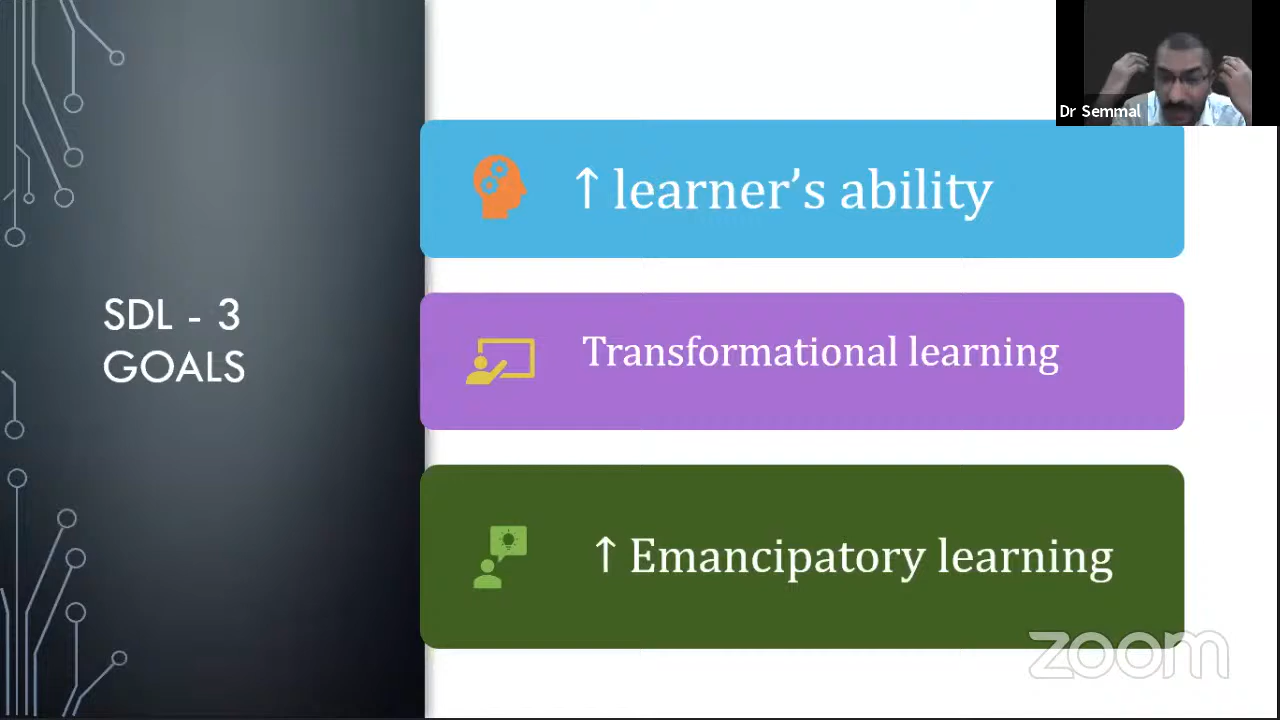 Dr Semmal
SDL - 3
GOALS
↑ learner’s ability
Transformational learning
↑ Emancipatory learning
zoom